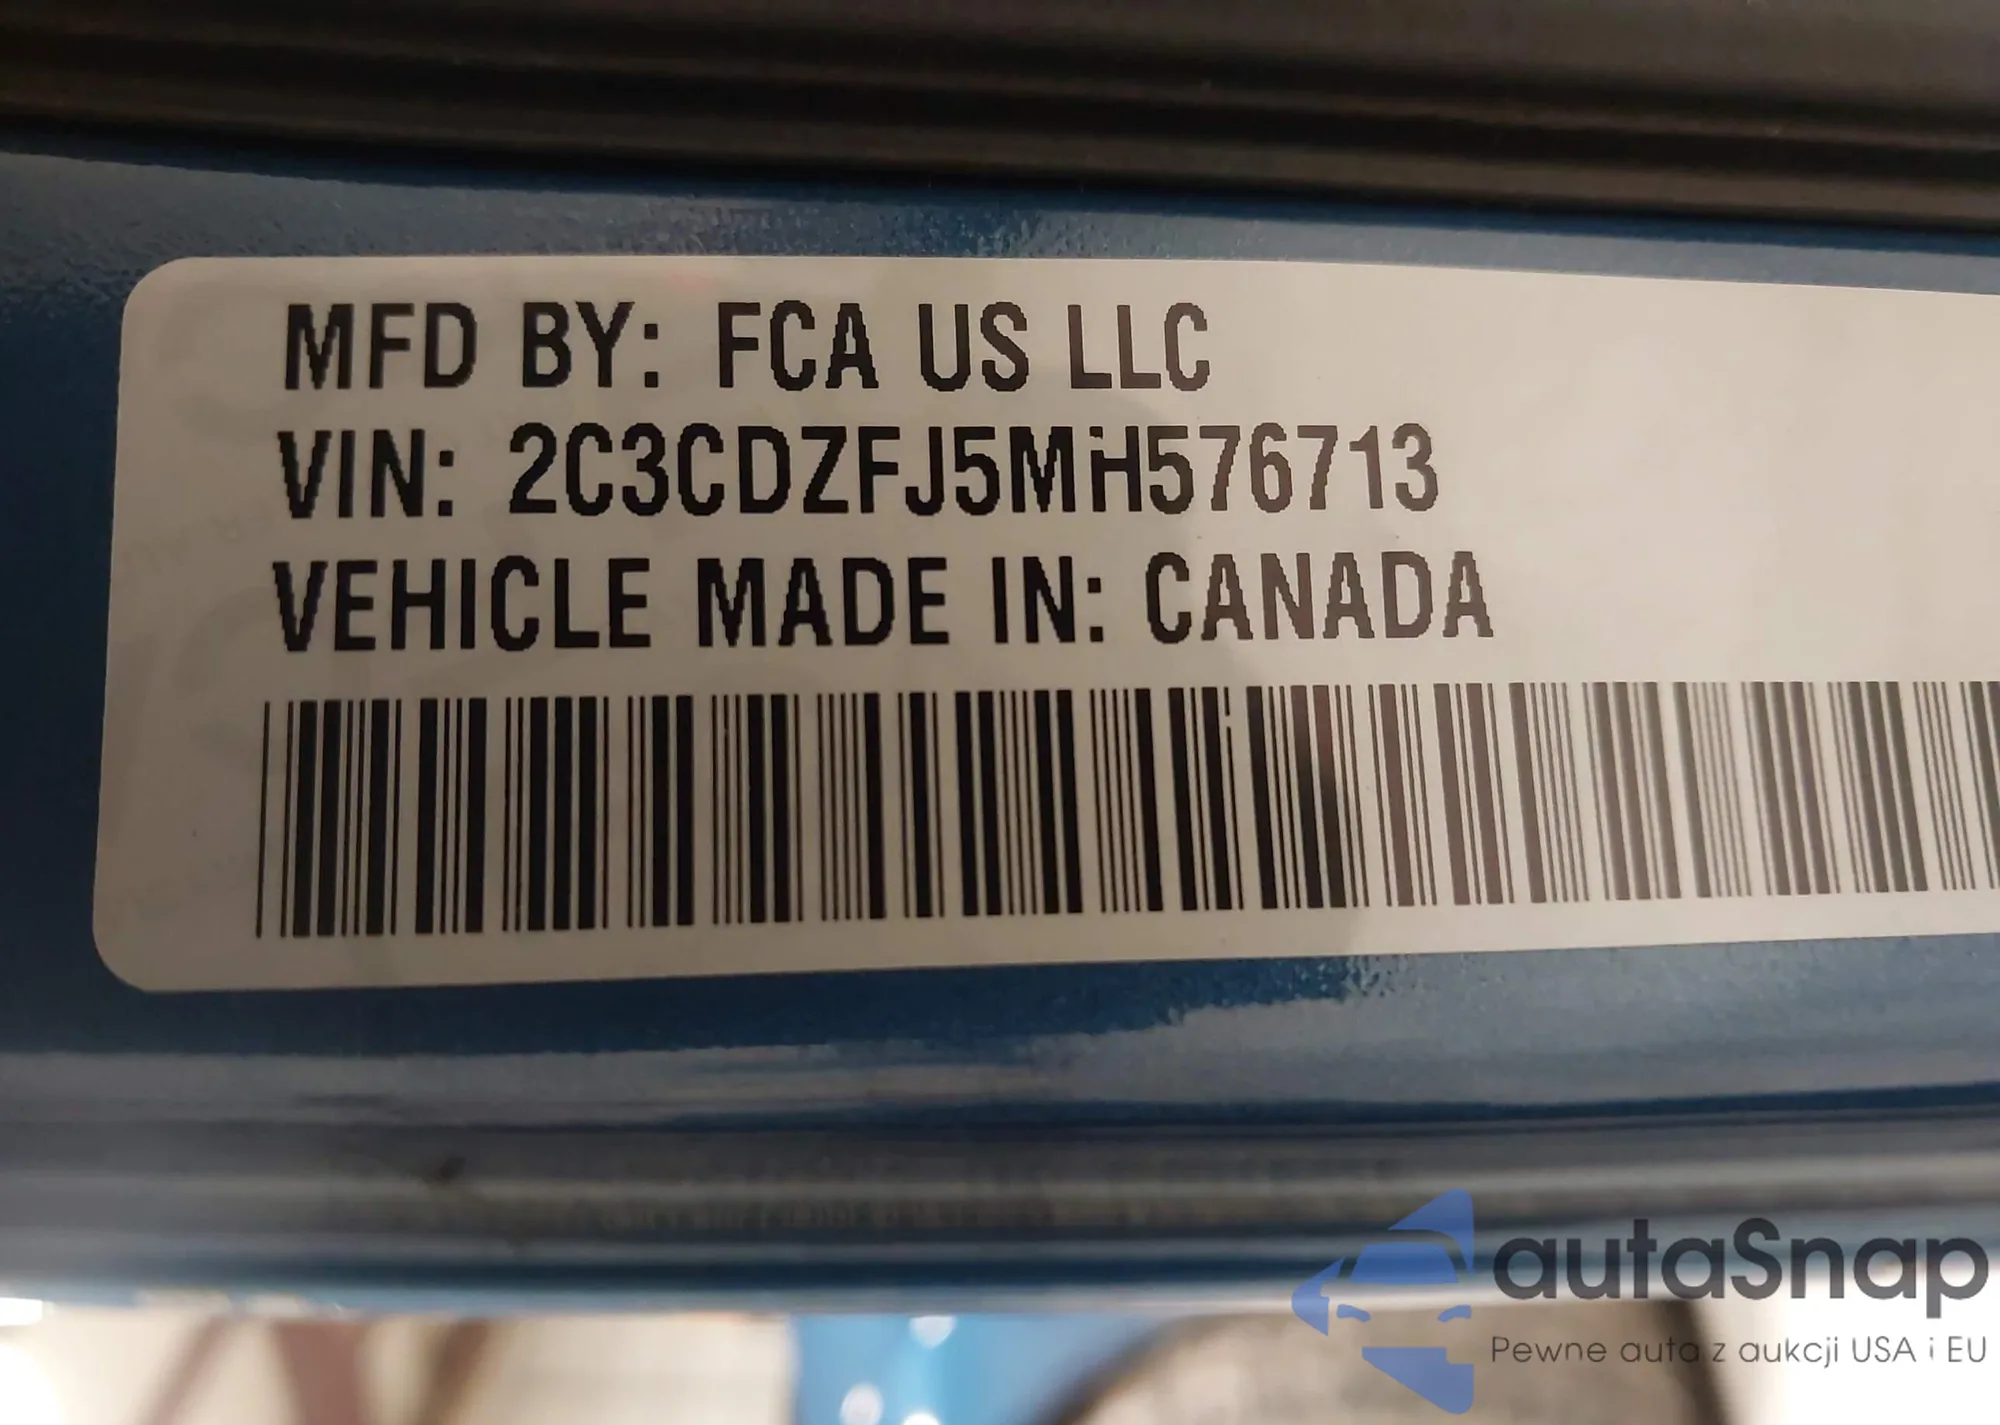 MFD BY: FCA US LLC
VIN: 2C3CDZFJ5MH576713
VEHICLE MADE IN: CANADA
autaSnap
Pewne auta z aukcji USA i EU